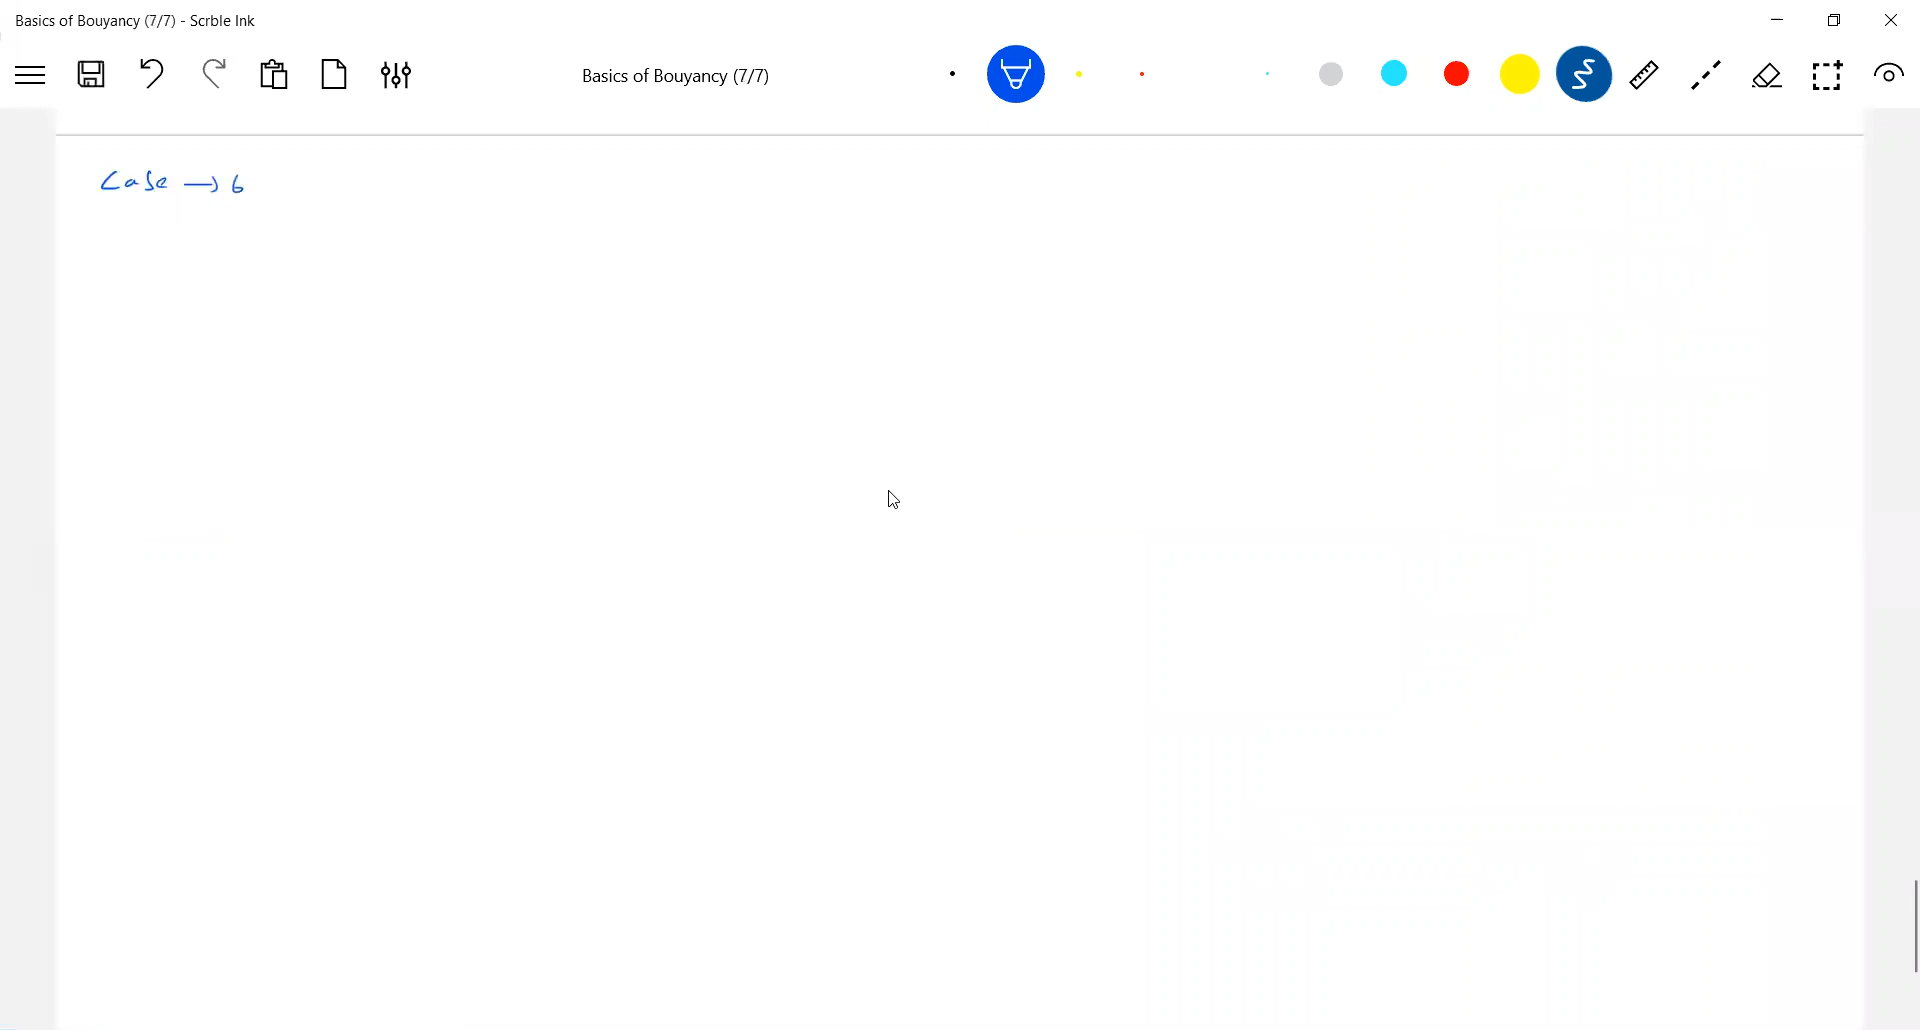 Basics of Bouyancy (7/7) - Scrble Ink
Basics of Bouyancy (7/7)
Case → 6